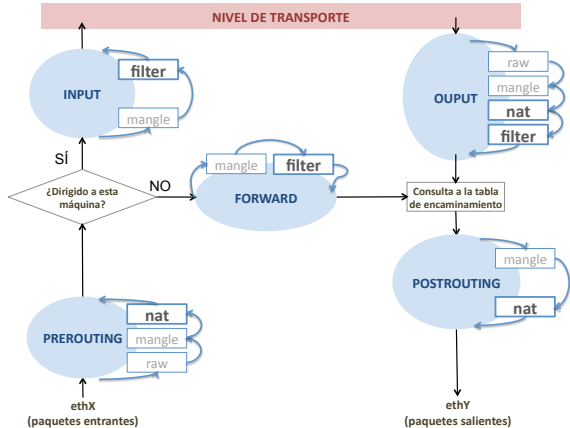 NIVEL DE TRANSPORTE
filter
INPUT
mangle
raw
mangle
OUPUT
nat
filter
SÍ
¿Dirigido a esta
máquina?
NO
mangle
filter
FORWARD
Consulta a la tabla
de encaminamiento
mangle
POSTROUTING
nat
nat
PREROUTING
mangle
raw
ethX
(paquetes entrantes)
ethY
(paquetes salientes)